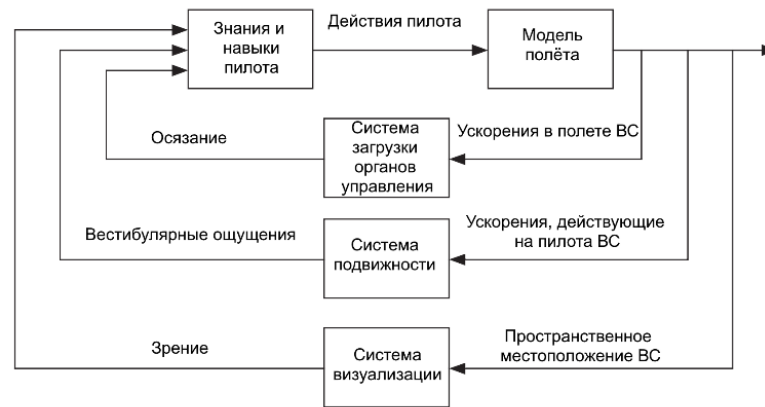 Знания и
навыки
пилота
Действия пилота
Модель
полёта
Осязание
Система
загрузки
органов
управления
Ускорения в полете ВС
Вестибулярные ощущения
Система
подвижности
Ускорения, действующие
на пилота ВС
Зрение
Система
визуализации
Пространственное
местоположение ВС